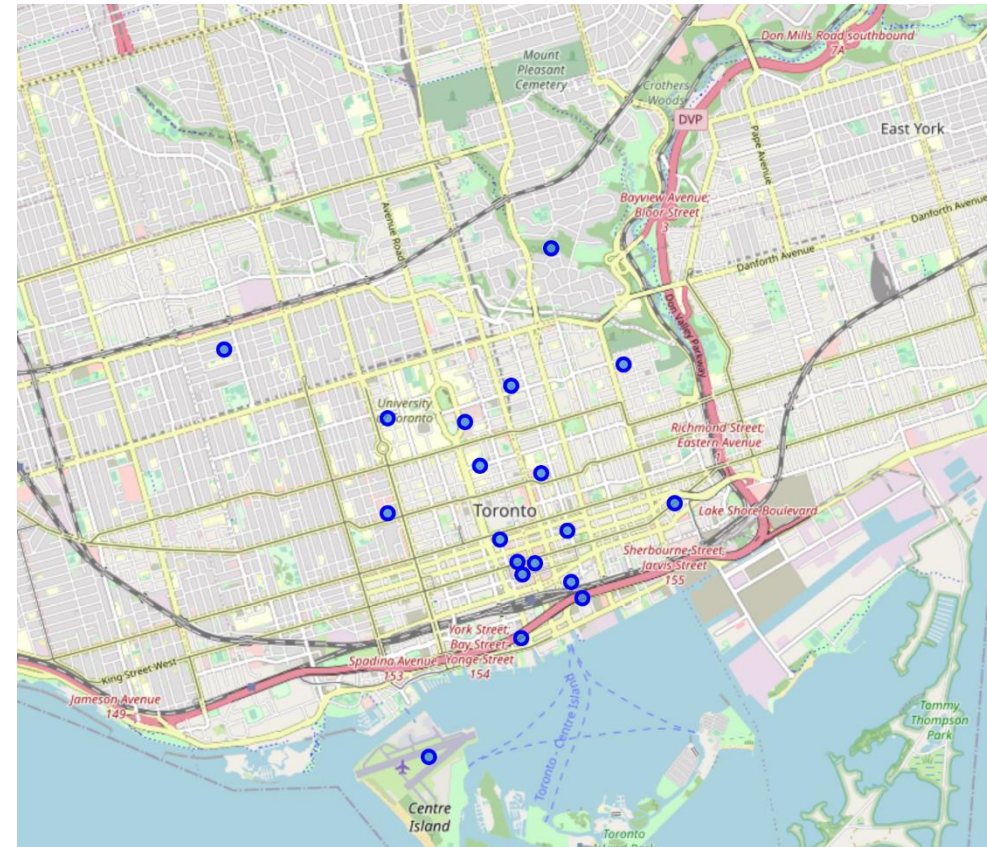 Don Mills Road southbound
7A
Mount
Pleasant
Cemetery
Crothers
Woods
DVP
East York
Pape Avenue
Bayview Avenue;
Bloor Street
3
Avenue Road
Danforth Avenue
Danforth Avenue
Don Valley Parkway
University
of Toronto
Richmond Street;
Eastern Avenue
1
Toronto
Lake Shore Boulevard
Sherbourne Street;
Jarvis Street
155
York Street;
Bay Street;
Yonge Street
154
Spadina Avenue
153
King Street West
Jameson Avenue
149
Toronto - Centre Island
Tommy
Thompson
Park
Centre
Island
Toronto
Island Park